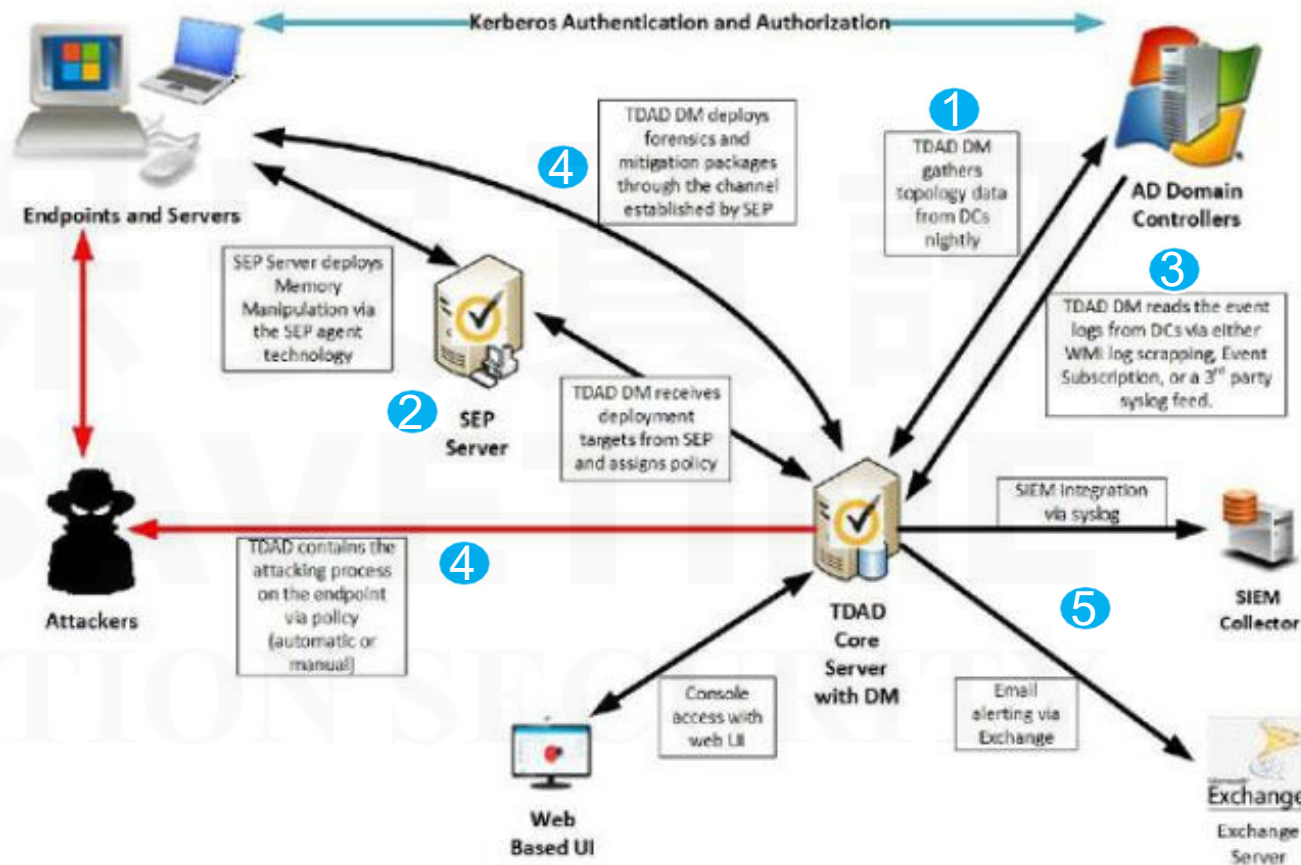 Kerberos Authentication and Authorization
1
TDAD DM deploys
forensics and
mitigation packages
through the channel
established by SEP
4
TDAD DM
gathers
topology data
from DCs
nightly
AD Domain
Controllers
Endpoints and Servers
SEP Server deploys
Memory
Manipulation via
the SEP agent
technology
3
TDAD DM reads the event
logs from DCs via either
WMI log scrapping, Event
Subscription, or a 3rd party
syslog feed.
2
SEP
Server
TDAD DM receives
deployment
targets from SEP
and assigns policy
SIEM Integration
via syslog
TDAD contains the
attacking process
on the endpoint
via policy
(automatic or
manual)
4
Attackers
TDAD
Core
Server
with DM
5
SIEM
Collector
Console
access with
web UI
Email
alerting via
Exchange
Web
Based UI
Exchange
Exchange
Server
TION SECURITY